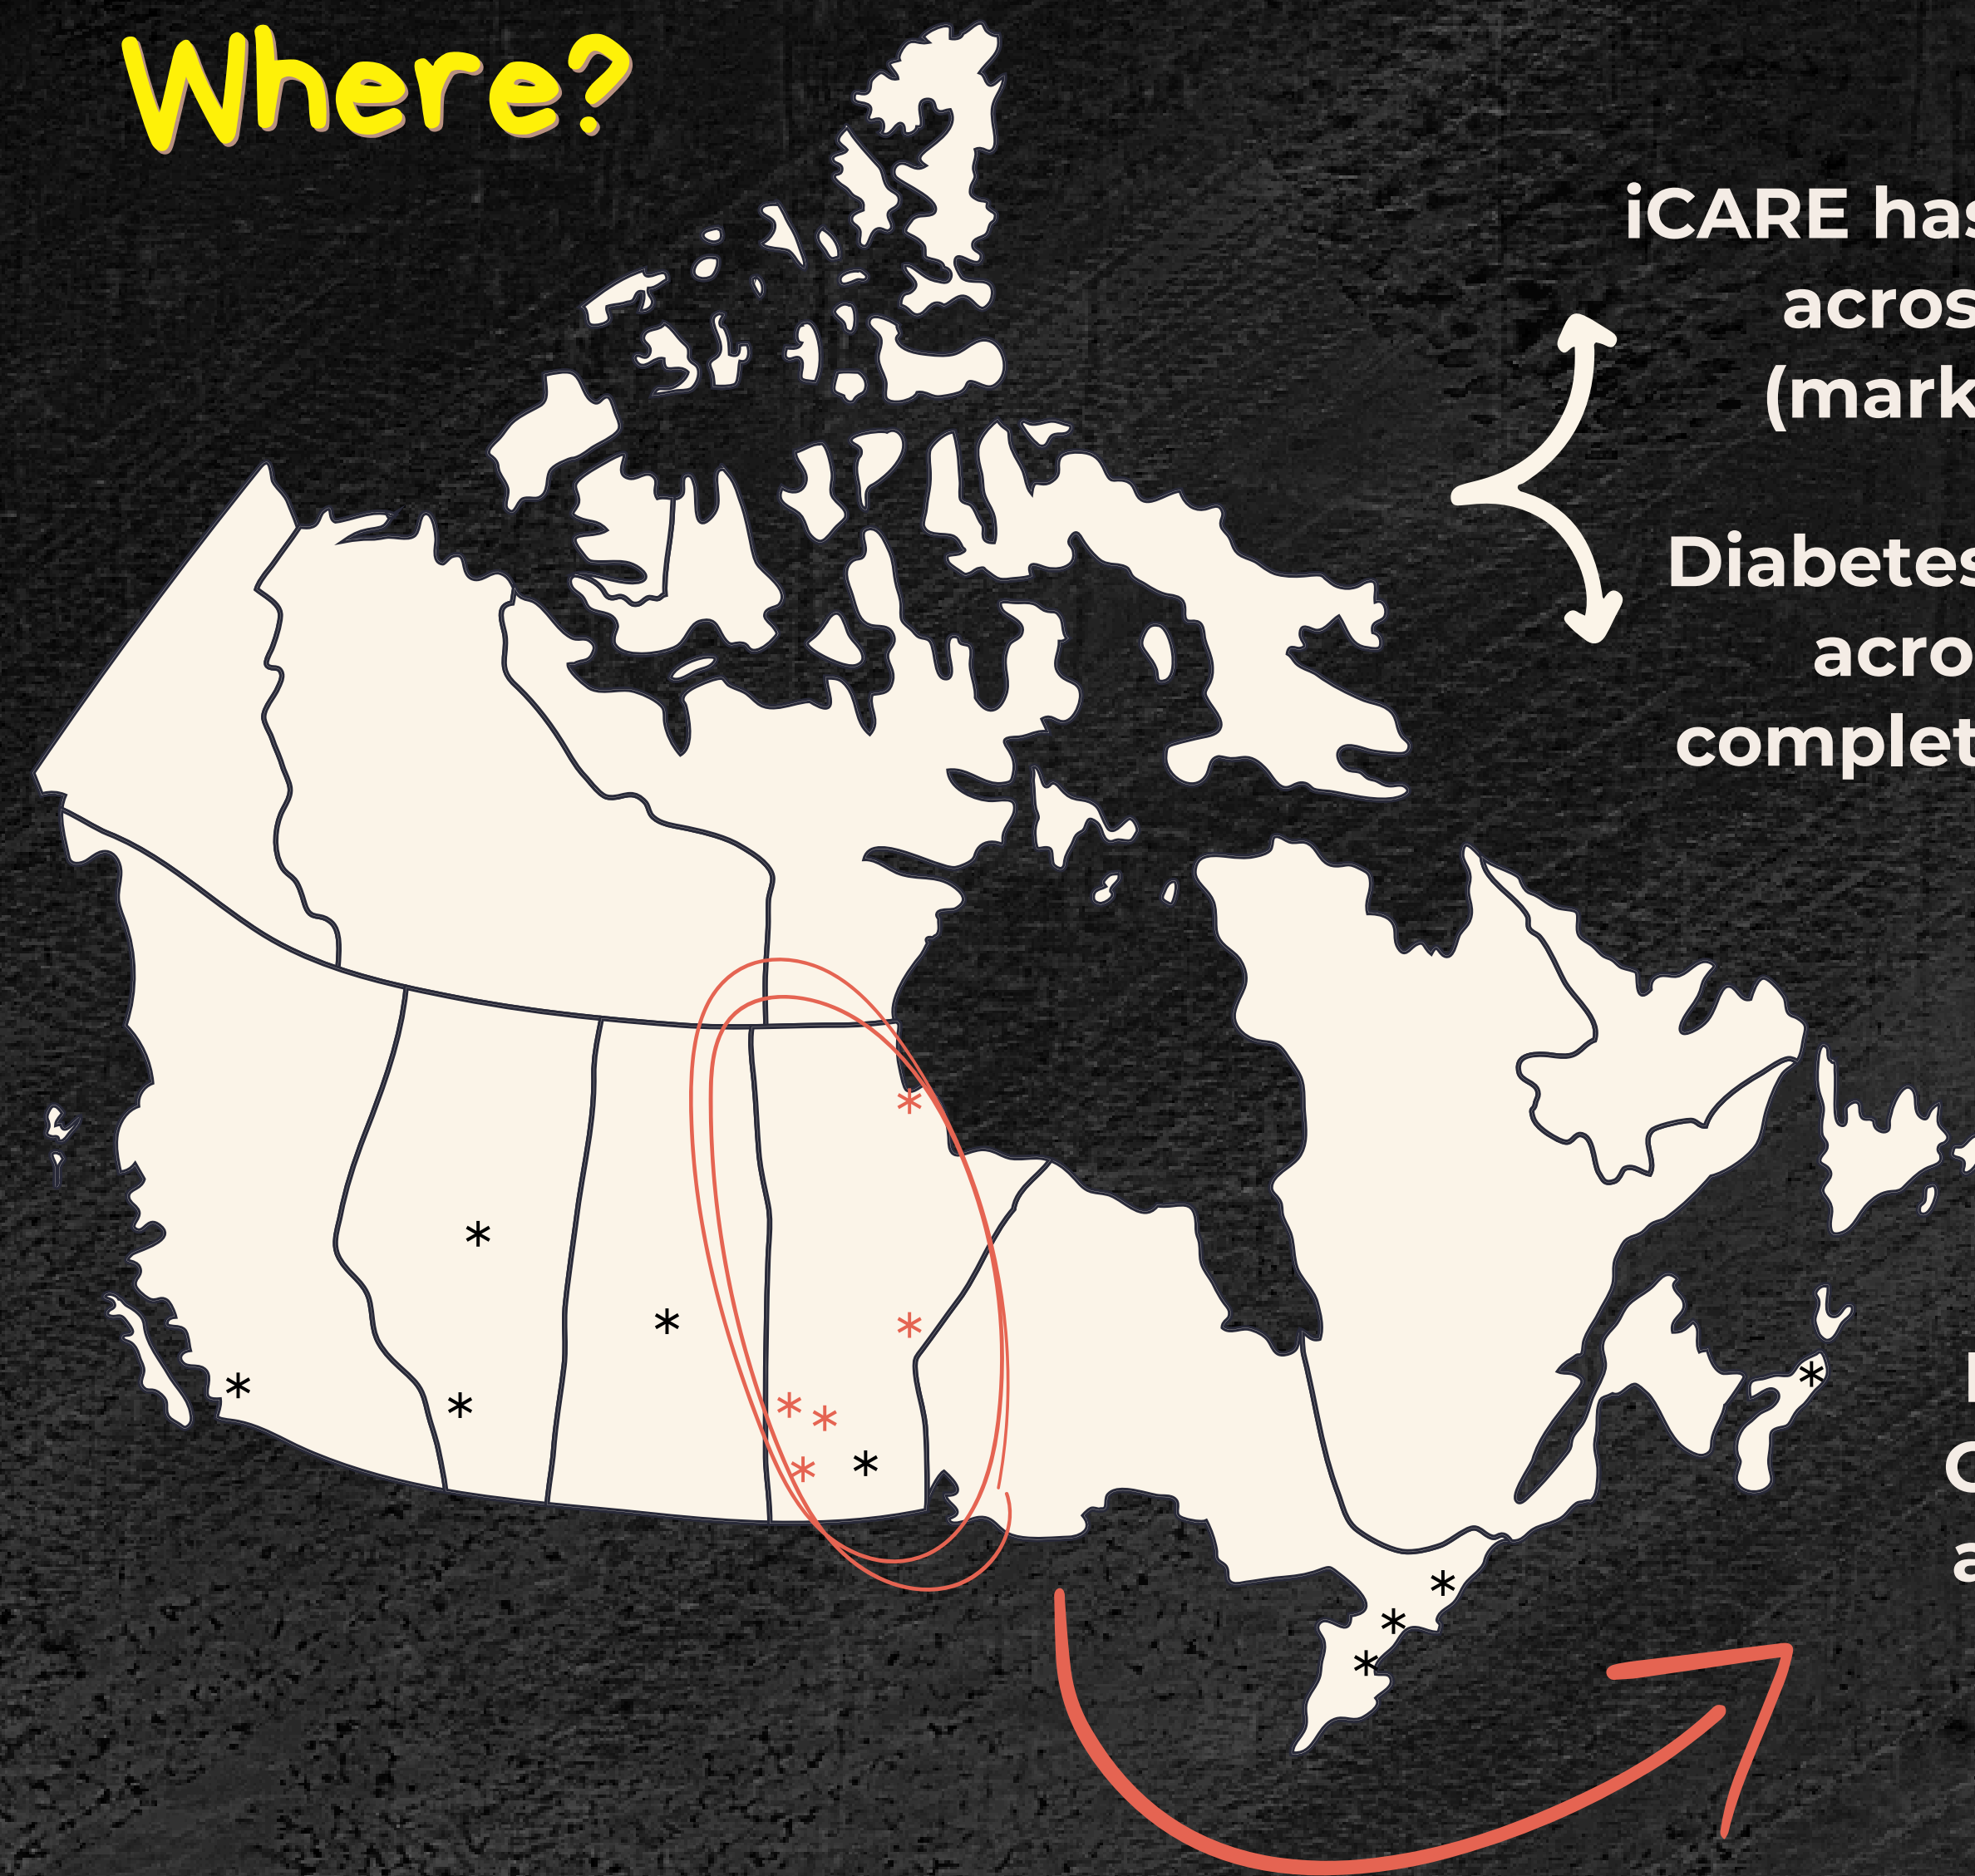 Where?
iCARE has
acros
(mark
Diabetes
acro
complet
*
*
*
*
*
*
*
*
*
*
*
*
*
*